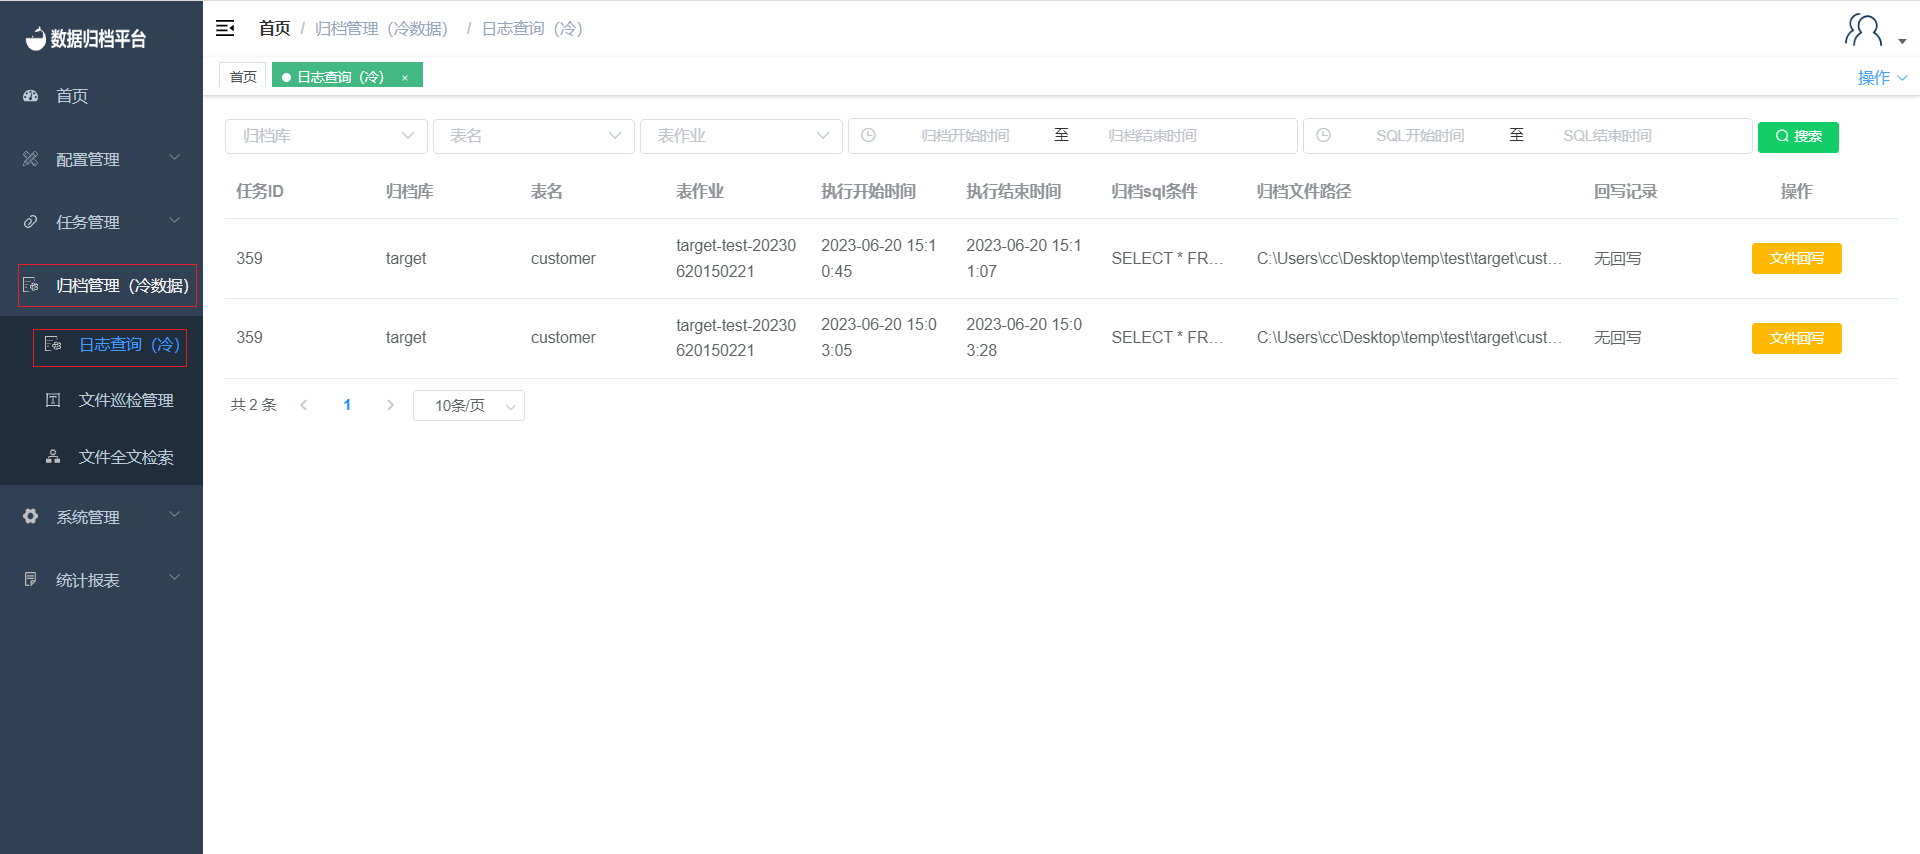 数据归档平台
首页
配置管理
任务管理
归档管理（冷数据）
日志查询（冷）
文件巡检管理
文件全文检索
系统管理
统计报表
首页 / 归档管理（冷数据） / 日志查询（冷）
首页 日志查询（冷） ×
操作
归档库 表名 表作业 归档开始时间 至 归档结束时间 SQL开始时间 至 SQL结束时间 搜索
任务ID 归档库 表名 表作业 执行开始时间 执行结束时间 归档sql条件 归档文件路径 回写记录 操作
359 target customer target-test-20230620150221 2023-06-20 15:10:45 2023-06-20 15:11:07 SELECT * FR... C:\Users\cc\Desktop\temp\test\target\cust... 无回写 文件回写
359 target customer target-test-20230620150221 2023-06-20 15:03:05 2023-06-20 15:03:28 SELECT * FR... C:\Users\cc\Desktop\temp\test\target\cust... 无回写 文件回写
共 2 条 1 10条/页